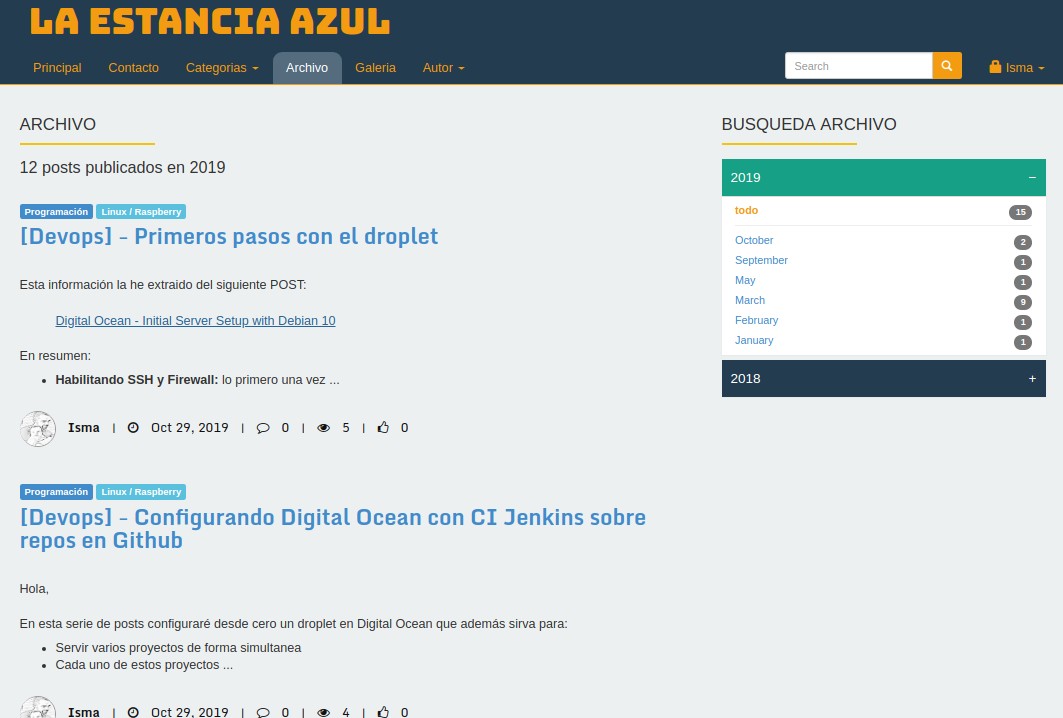 LA ESTANCIA AZUL
Principal Contacto Categorias Archivo Galeria Autor Search Isma
ARCHIVO
12 posts publicados en 2019
Programación Linux / Raspberry
[Devops] - Primeros pasos con el droplet
Esta información la he extraido del siguiente POST:
Digital Ocean - Initial Server Setup with Debian 10
En resumen:
• Habilitando SSH y Firewall: lo primero una vez ...
Isma | Oct 29, 2019 | 0 | 5 | 0
Programación Linux / Raspberry
[Devops] - Configurando Digital Ocean con CI Jenkins sobre
repos en Github
Hola,
En esta serie de posts configuraré desde cero un droplet en Digital Ocean que además sirva para:
• Servir varios proyectos de forma simultanea
• Cada uno de estos proyectos ...
Isma | Oct 29, 2019 | 0 | 4 | 0
BUSQUEDA ARCHIVO
2019 −
todo 15
October 2
September 1
May 1
March 9
February 1
January 1
2018 +